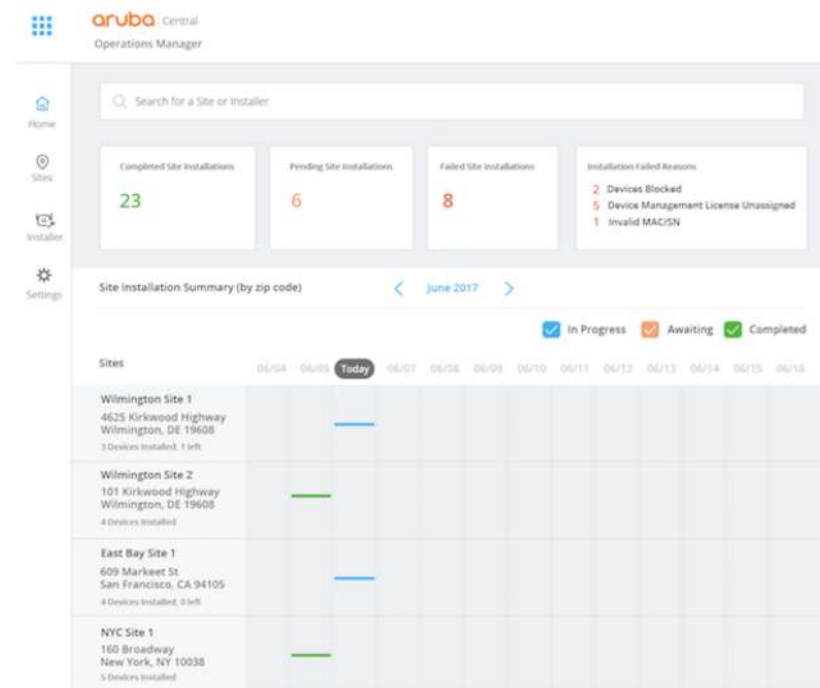 aruba Central
Operations Manager
Home
Sites
Installer
Settings
Search for a Site or Installer
Completed Site Installations
23
Pending Site Installations
6
Failed Site Installations
8
Installation Failed Reasons
2 Devices Blocked
5 Device Management License Unassigned
1 Invalid MAC/SN
Site Installation Summary (by zip code)
June 2017
In Progress
Awaiting
Completed
Sites
06/04 06/05 Today 06/07 06/08 06/09 06/10 06/11 06/12 06/13 06/14 06/15 06/16
Wilmington Site 1
4625 Kirkwood Highway
Wilmington, DE 19608
3 Devices Installed, 1 left
Wilmington Site 2
101 Kirkwood Highway
Wilmington, DE 19608
4 Devices Installed
East Bay Site 1
609 Markeet St
San Francisco, CA 94105
4 Devices Installed, 0 left
NYC Site 1
160 Broadway
New York, NY 10038
5 Devices Installed